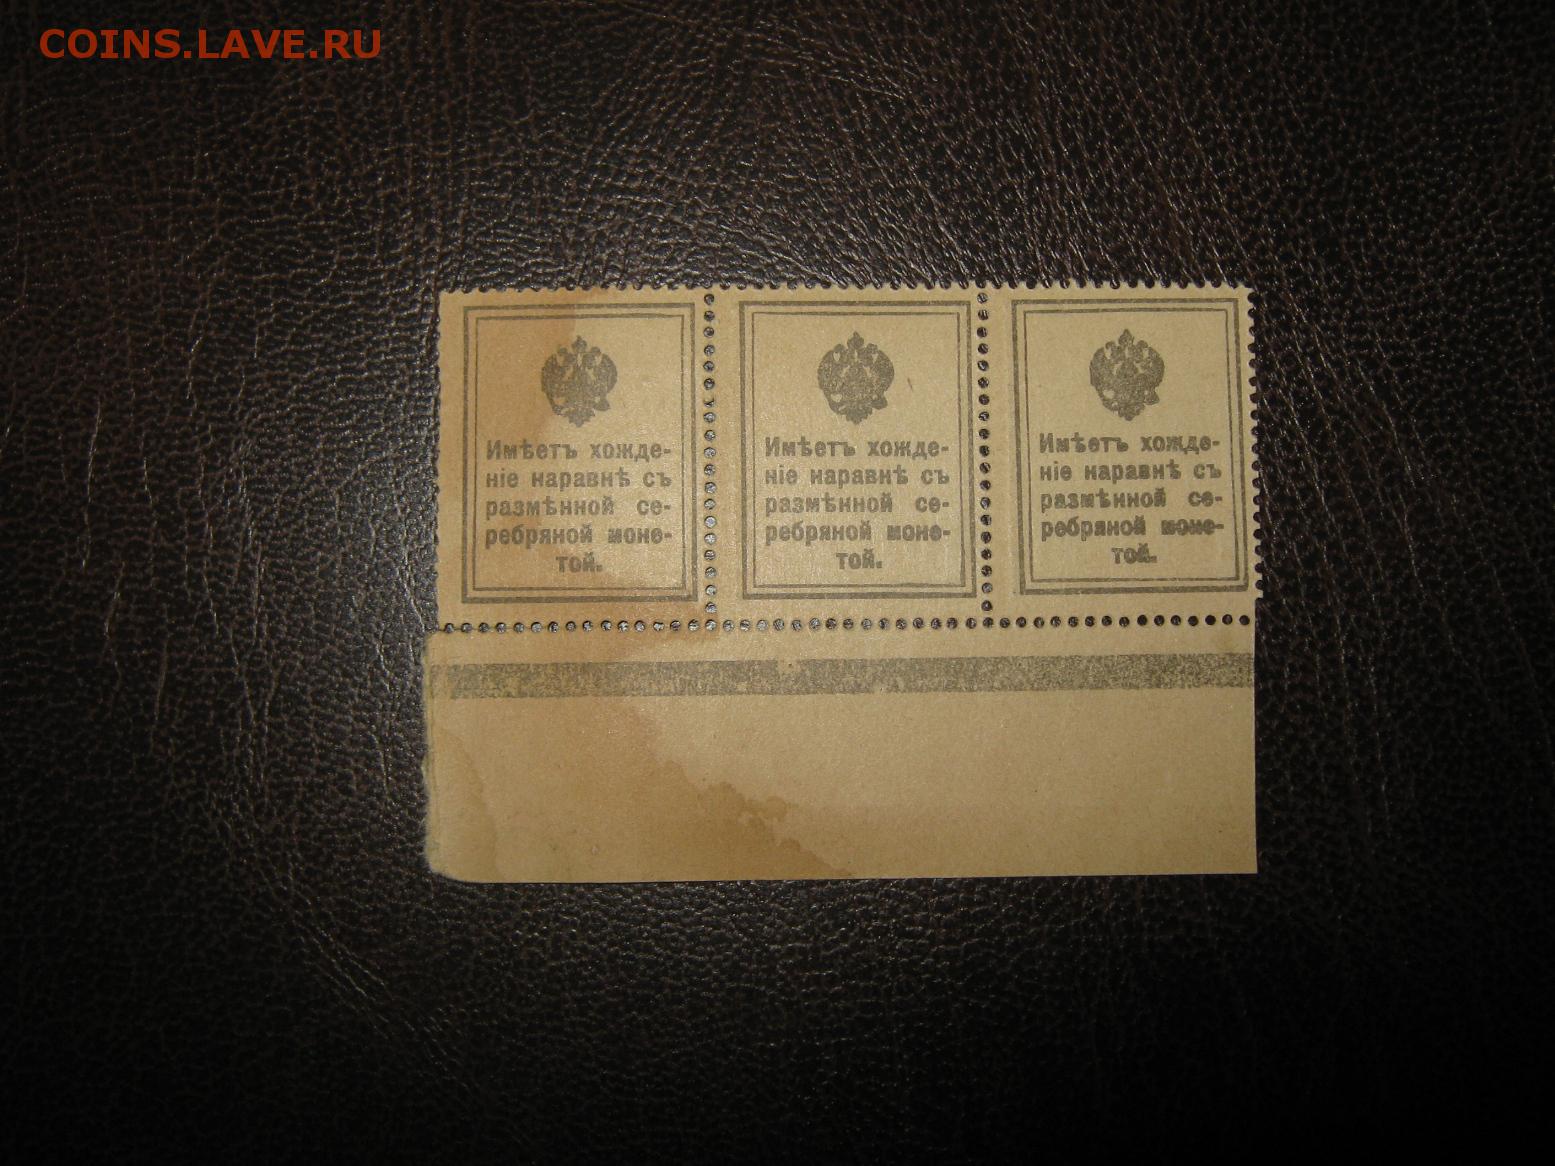 COINS.LAVE.RU
Имѣетъ хожде-
ніе наравнѣ съ
размѣнной се-
ребряной моне-
той.
Имѣетъ хожде-
ніе наравнѣ съ
размѣнной се-
ребряной моне-
той.
Имѣетъ хожде-
ніе наравнѣ съ
размѣнной се-
ребряной моне-
той.